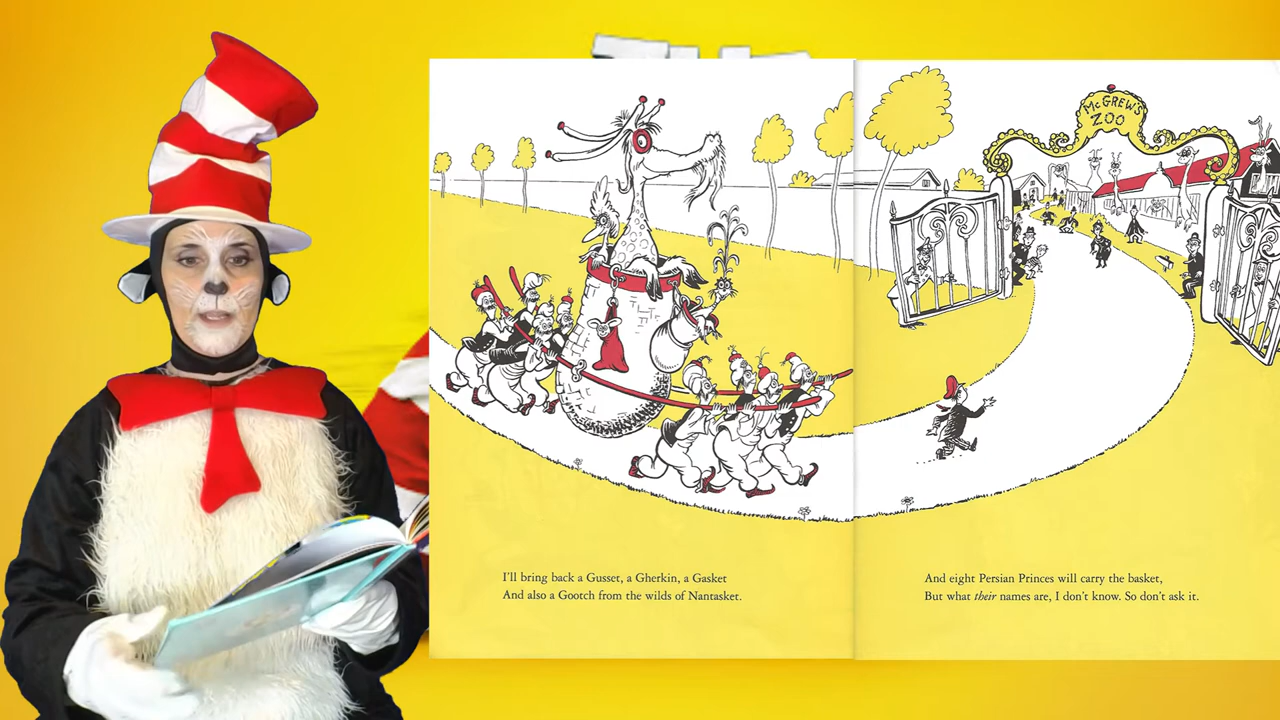 McGREW'S
ZOO
I'll bring back a Gusset, a Gherkin, a Gasket
And also a Gootch from the wilds of Nantasket.
And eight Persian Princes will carry the basket,
But what their names are, I don't know. So don't ask it.